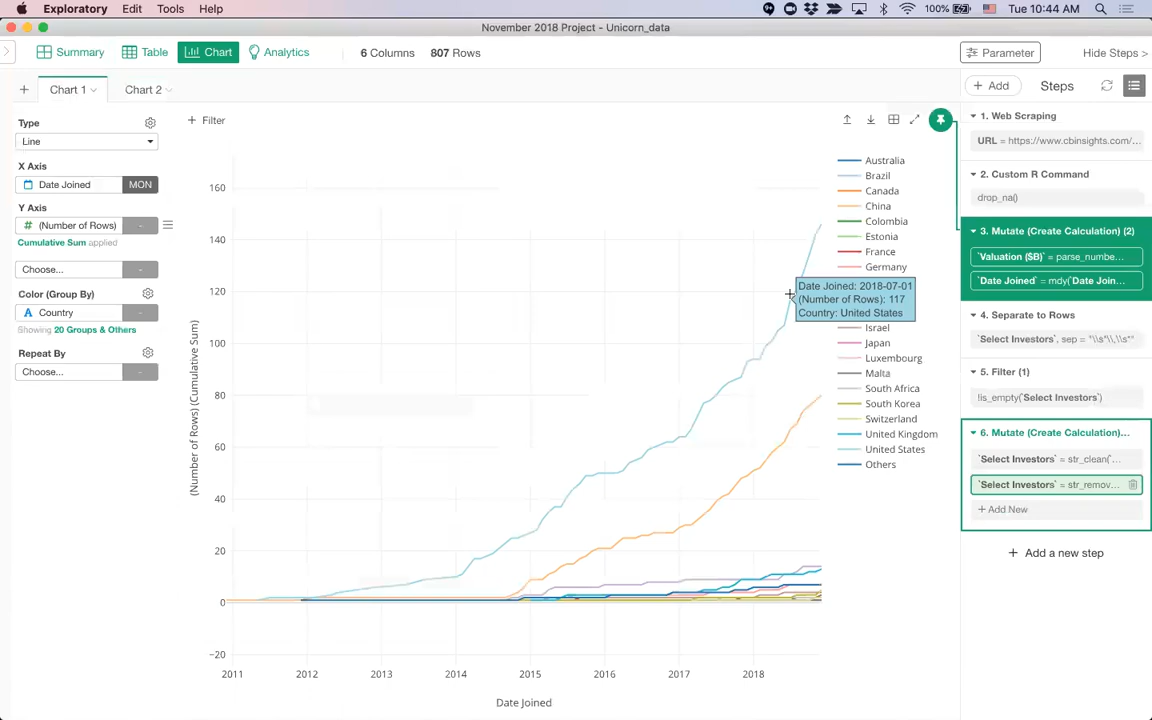 Exploratory Edit Tools Help 100% Tue 10:44 AM
November 2018 Project - Unicorn_data
Summary Table Chart Analytics 6 Columns 807 Rows Parameter Hide Steps >
+ Chart 1 Chart 2 + Add Steps
Type
Line
X Axis
Date Joined MON
Y Axis
# (Number of Rows) -
Cumulative Sum applied
Choose... -
Color (Group By)
A Country -
Showing 20 Groups & Others
Repeat By
Choose... -
+ Filter
(Number of Rows) (Cumulative Sum)
160
140
120
100
80
60
40
20
0
−20
2011 2012 2013 2014 2015 2016 2017 2018
Date Joined
Date Joined: 2018-07-01
(Number of Rows): 117
Country: United States
Australia
Brazil
Canada
China
Colombia
Estonia
France
Germany
Israel
Japan
Luxembourg
Malta
South Africa
South Korea
Switzerland
United Kingdom
United States
Others
1. Web Scraping
URL = https://www.cbinsights.com/...
2. Custom R Command
drop_na()
3. Mutate (Create Calculation) (2)
`Valuation ($B)` = parse_numbe...
`Date Joined` = mdy(`Date Join...
4. Separate to Rows
`Select Investors`, sep = "\\s*\\,\\s*"
5. Filter (1)
!is_empty(`Select Investors`)
6. Mutate (Create Calculation)...
`Select Investors` = str_clean(`...
`Select Investors` = str_remov...
+ Add New
+ Add a new step